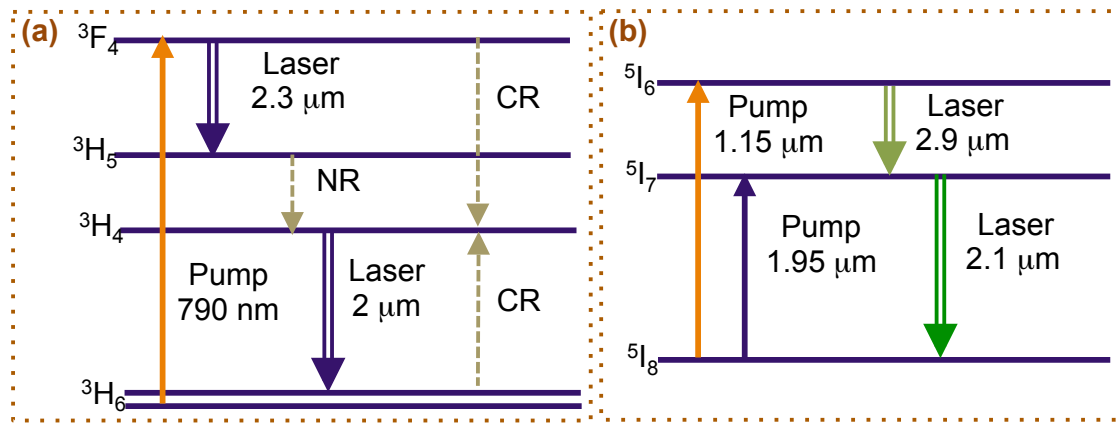 (a)
³F₄
Laser
2.3 μm
CR
³H₅
NR
³H₄
Pump
790 nm
Laser
2 μm
CR
³H₆
(b)
⁵I₆
Pump
1.15 μm
Laser
2.9 μm
⁵I₇
Pump
1.95 μm
Laser
2.1 μm
⁵I₈